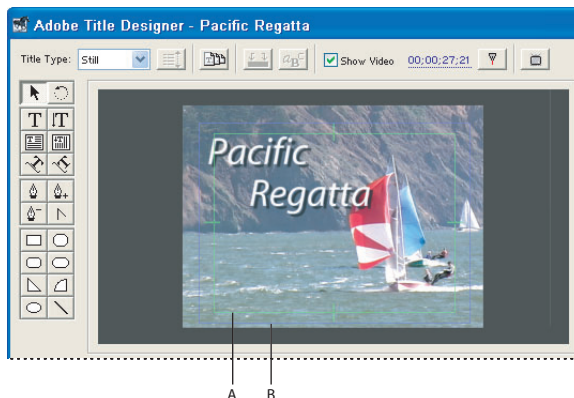 Adobe Title Designer - Pacific Regatta
Title Type: Still Show Video 00;00;27;21
Pacific
Regatta
A B